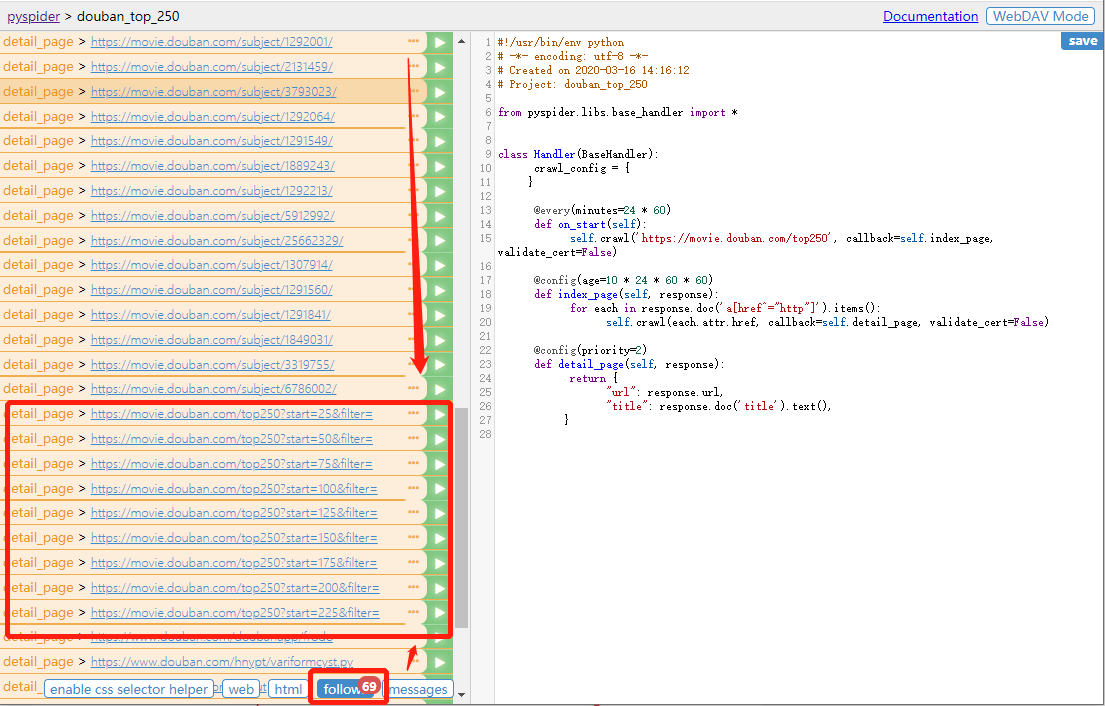 pyspider > douban_top_250
Documentation
WebDAV Mode
detail_page > https://movie.douban.com/subject/1292001/
detail_page > https://movie.douban.com/subject/2131459/
detail_page > https://movie.douban.com/subject/3793023/
detail_page > https://movie.douban.com/subject/1292064/
detail_page > https://movie.douban.com/subject/1291549/
detail_page > https://movie.douban.com/subject/1889243/
detail_page > https://movie.douban.com/subject/1292213/
detail_page > https://movie.douban.com/subject/5912992/
detail_page > https://movie.douban.com/subject/25662329/
detail_page > https://movie.douban.com/subject/1307914/
detail_page > https://movie.douban.com/subject/1291560/
detail_page > https://movie.douban.com/subject/1291841/
detail_page > https://movie.douban.com/subject/1849031/
detail_page > https://movie.douban.com/subject/3319755/
detail_page > https://movie.douban.com/subject/6786002/
detail_page > https://movie.douban.com/top250?start=25&filter=
detail_page > https://movie.douban.com/top250?start=50&filter=
detail_page > https://movie.douban.com/top250?start=75&filter=
detail_page > https://movie.douban.com/top250?start=100&filter=
detail_page > https://movie.douban.com/top250?start=125&filter=
detail_page > https://movie.douban.com/top250?start=150&filter=
detail_page > https://movie.douban.com/top250?start=175&filter=
detail_page > https://movie.douban.com/top250?start=200&filter=
detail_page > https://movie.douban.com/top250?start=225&filter=
detail_page >
detail_page > https://www.douban.com/hnypt/variformcyst.py
detail_
enable css selector helper
web
html
follow 69
messages
save
1 #!/usr/bin/env python
2 # -*- encoding: utf-8 -*-
3 # Created on 2020-03-16 14:16:12
4 # Project: douban_top_250
5
6 from pyspider.libs.base_handler import *
7
8
9 class Handler(BaseHandler):
10 crawl_config = {
11 }
12
13 @every(minutes=24 * 60)
14 def on_start(self):
15 self.crawl('https://movie.douban.com/top250', callback=self.index_page,
validate_cert=False)
16
17 @config(age=10 * 24 * 60 * 60)
18 def index_page(self, response):
19 for each in response.doc('a[href^="http"]').items():
20 self.crawl(each.attr.href, callback=self.detail_page, validate_cert=False)
21
22 @config(priority=2)
23 def detail_page(self, response):
24 return {
25 "url": response.url,
26 "title": response.doc('title').text(),
27 }
28